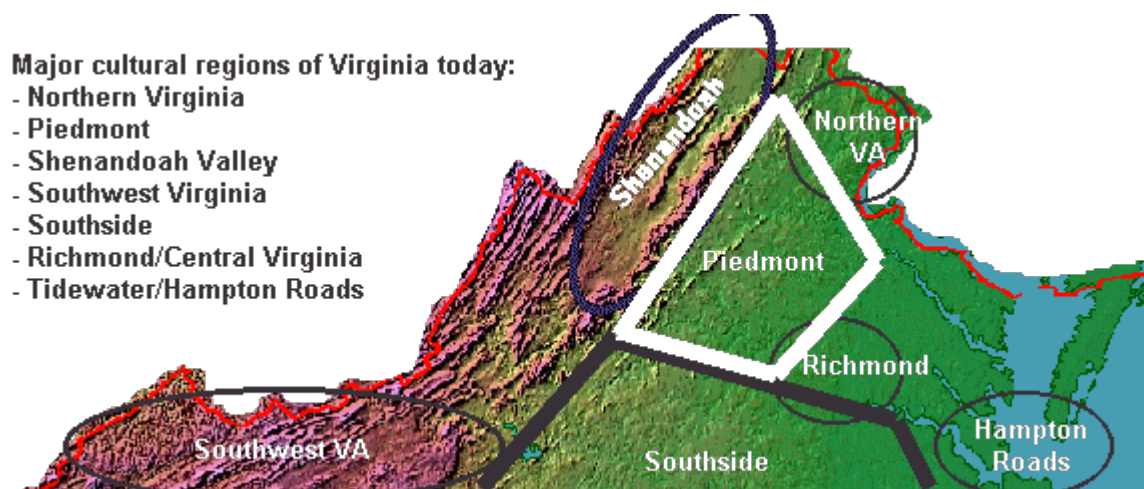 Major cultural regions of Virginia today:
- Northern Virginia
- Piedmont
- Shenandoah Valley
- Southwest Virginia
- Southside
- Richmond/Central Virginia
- Tidewater/Hampton Roads
Shenandoah
Northern
VA
Piedmont
Richmond
Southwest VA
Southside
Hampton
Roads